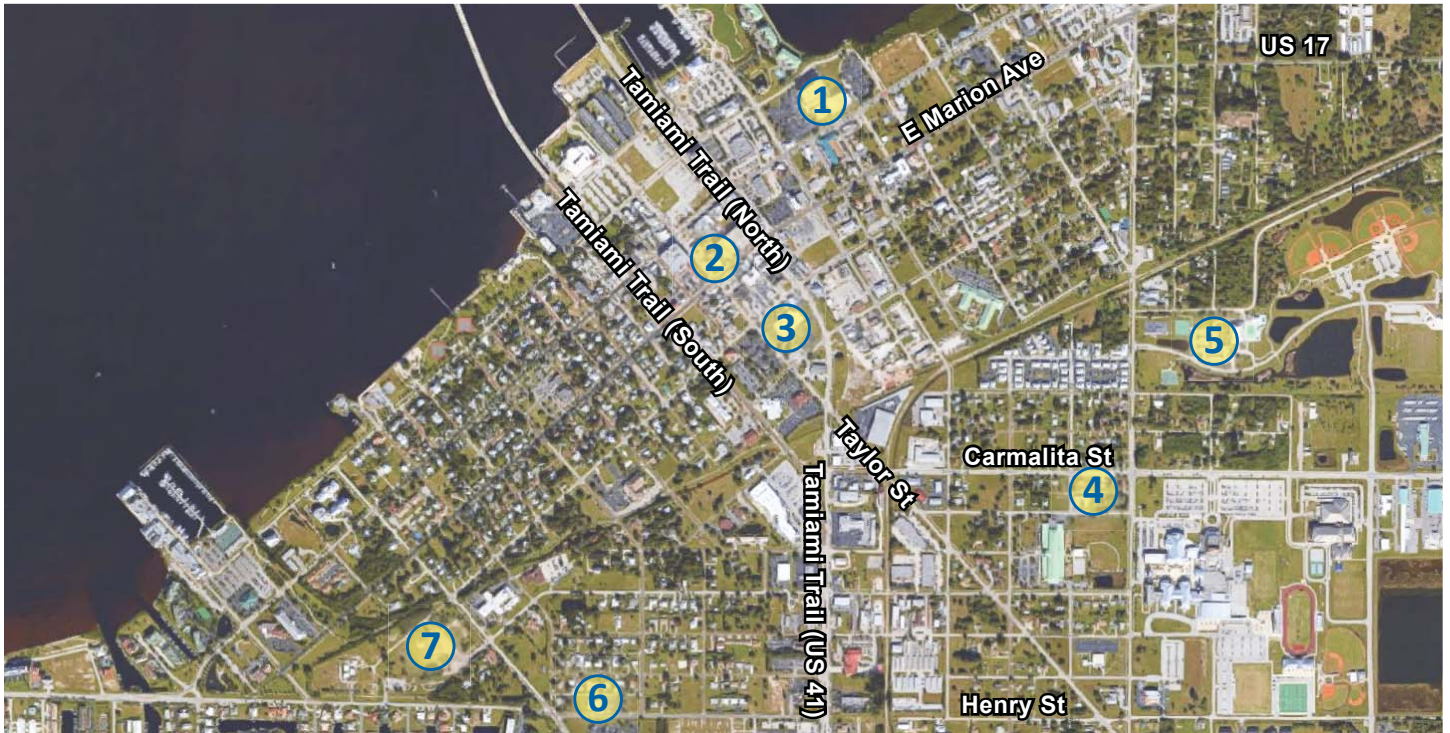 US 17
E Marion Ave
1
Tamiami Trail (North)
Tamiami Trail (South)
2
3
5
Taylor St
Carmalita St
4
Tamiami Trail (US 41)
7
6
Henry St